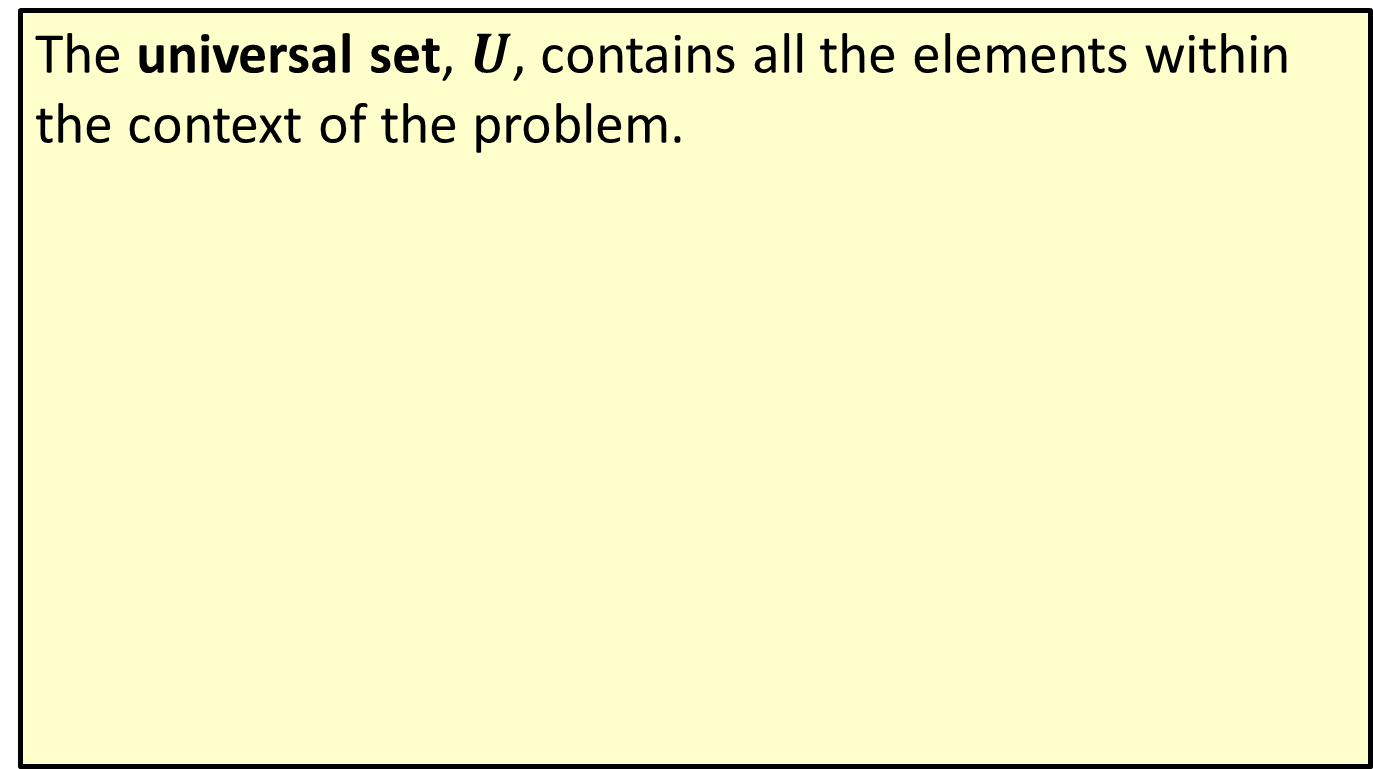 The universal set, U, contains all the elements within
the context of the problem.